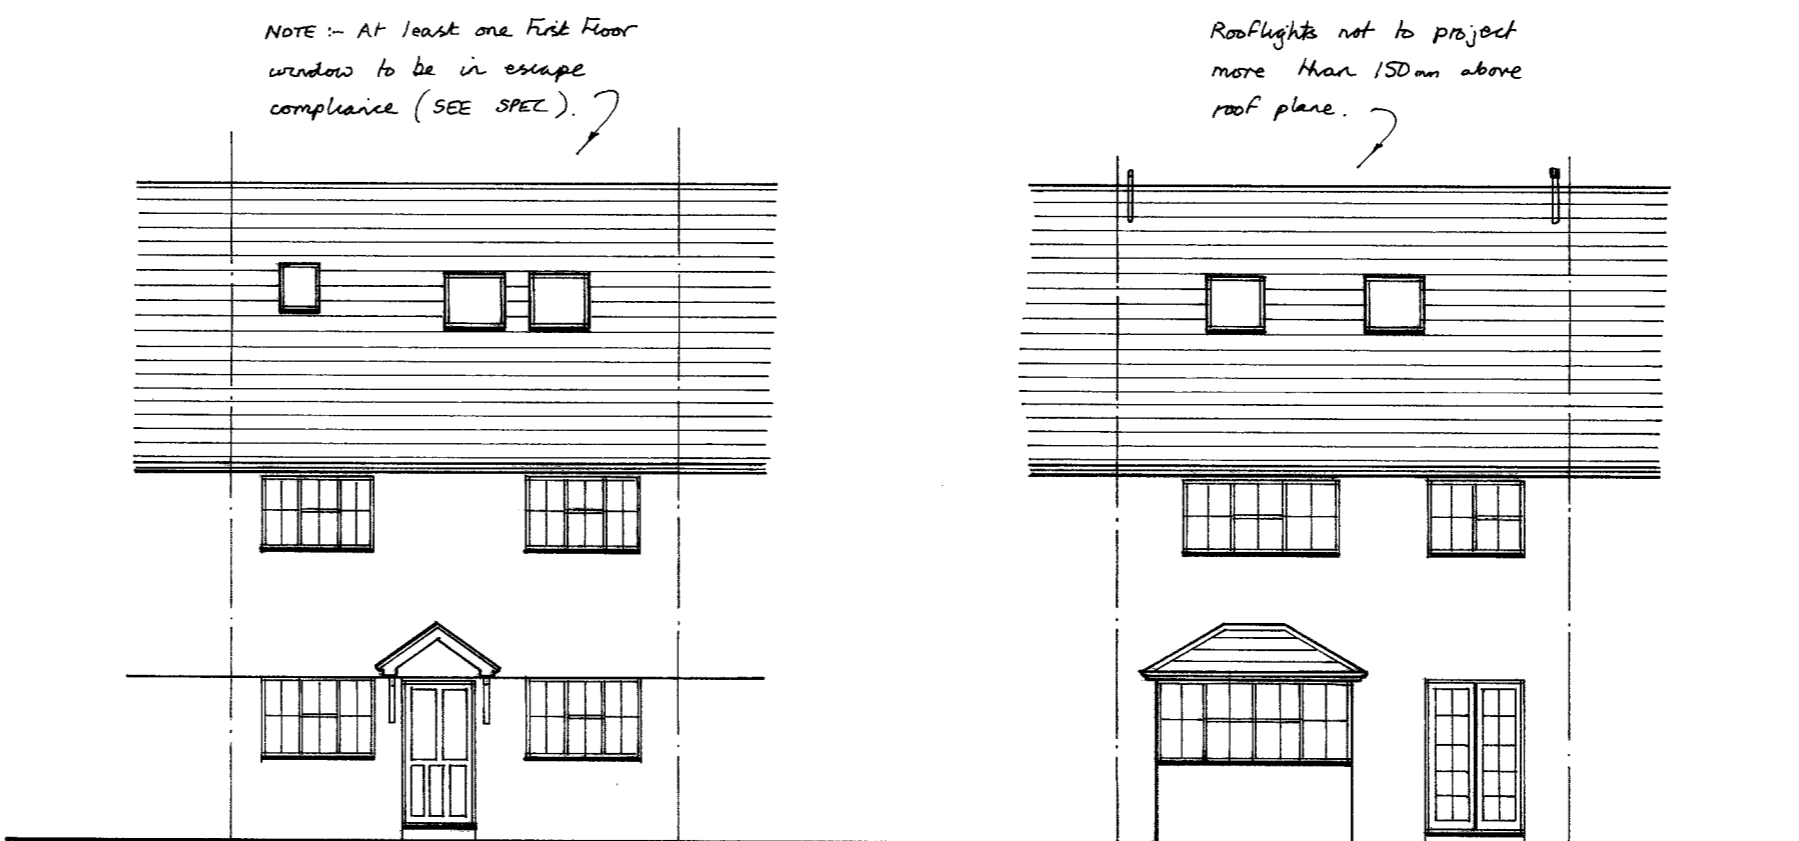 NOTE :- At least one First Floor
window to be in escape
compliance (SEE SPEC).
Rooflights not to project
more than 150mm above
roof plane.